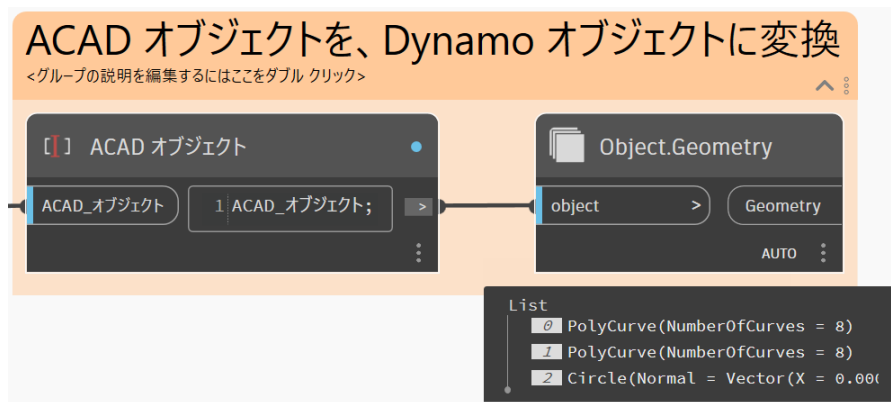 ACAD オブジェクトを、Dynamo オブジェクトに変換
<グループの説明を編集するにはここをダブル クリック>
[I] ACAD オブジェクト
Object.Geometry
ACAD_オブジェクト
1 ACAD_オブジェクト;
>
object >
Geometry
AUTO
List
0 PolyCurve(NumberOfCurves = 8)
1 PolyCurve(NumberOfCurves = 8)
2 Circle(Normal = Vector(X = 0.000